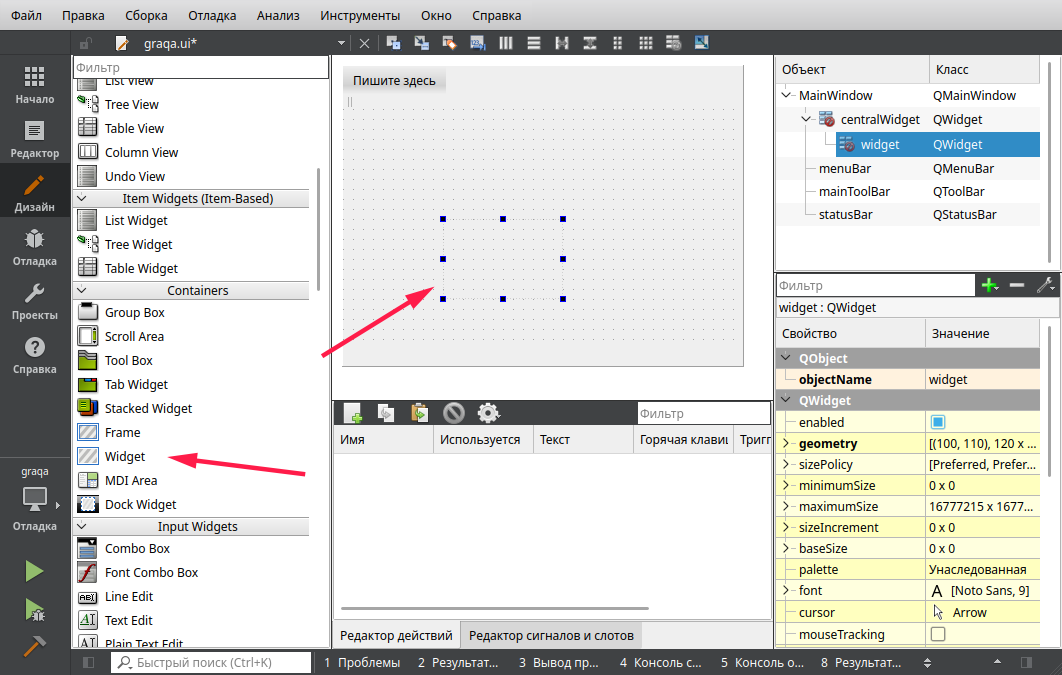 Файл Правка Сборка Отладка Анализ Инструменты Окно Справка
graqa.ui*
Начало
Редактор
Дизайн
Отладка
Проекты
Справка
graqa
Отладка
Фильтр
List View
Tree View
Table View
Column View
Undo View
Item Widgets (Item-Based)
List Widget
Tree Widget
Table Widget
Containers
Group Box
Scroll Area
Tool Box
Tab Widget
Stacked Widget
Frame
Widget
MDI Area
Dock Widget
Input Widgets
Combo Box
Font Combo Box
Line Edit
Text Edit
Plain Text Edit
Пишите здесь
Фильтр
Имя Используется Текст Горячая клавиш Тригг
Редактор действий Редактор сигналов и слотов
Объект Класс
MainWindow QMainWindow
centralWidget QWidget
widget QWidget
menuBar QMenuBar
mainToolBar QToolBar
statusBar QStatusBar
Фильтр
widget : QWidget
Свойство Значение
QObject
objectName widget
QWidget
enabled
geometry [(100, 110), 120 x ...
sizePolicy [Preferred, Prefer...
minimumSize 0 x 0
maximumSize 16777215 x 1677...
sizeIncrement 0 x 0
baseSize 0 x 0
palette Унаследованная
font A [Noto Sans, 9]
cursor Arrow
mouseTracking
Быстрый поиск (Ctrl+K) 1 Проблемы 2 Результат... 3 Вывод пр... 4 Консоль с... 5 Консоль о... 8 Результат...